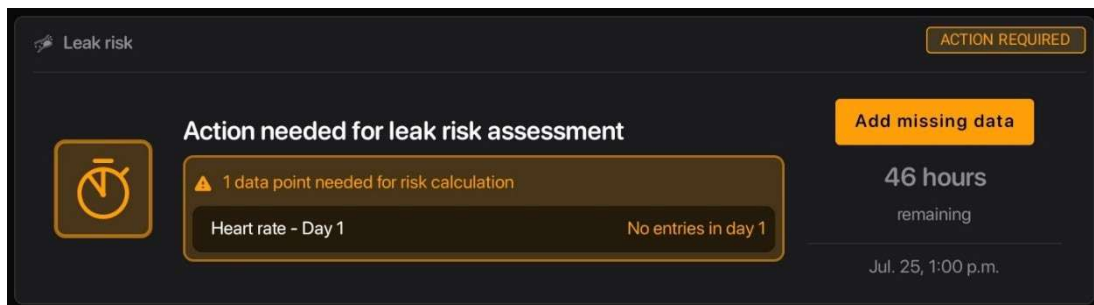 Leak risk
ACTION REQUIRED
Action needed for leak risk assessment
1 data point needed for risk calculation
Heart rate - Day 1
No entries in day 1
Add missing data
46 hours
remaining
Jul. 25, 1:00 p.m.